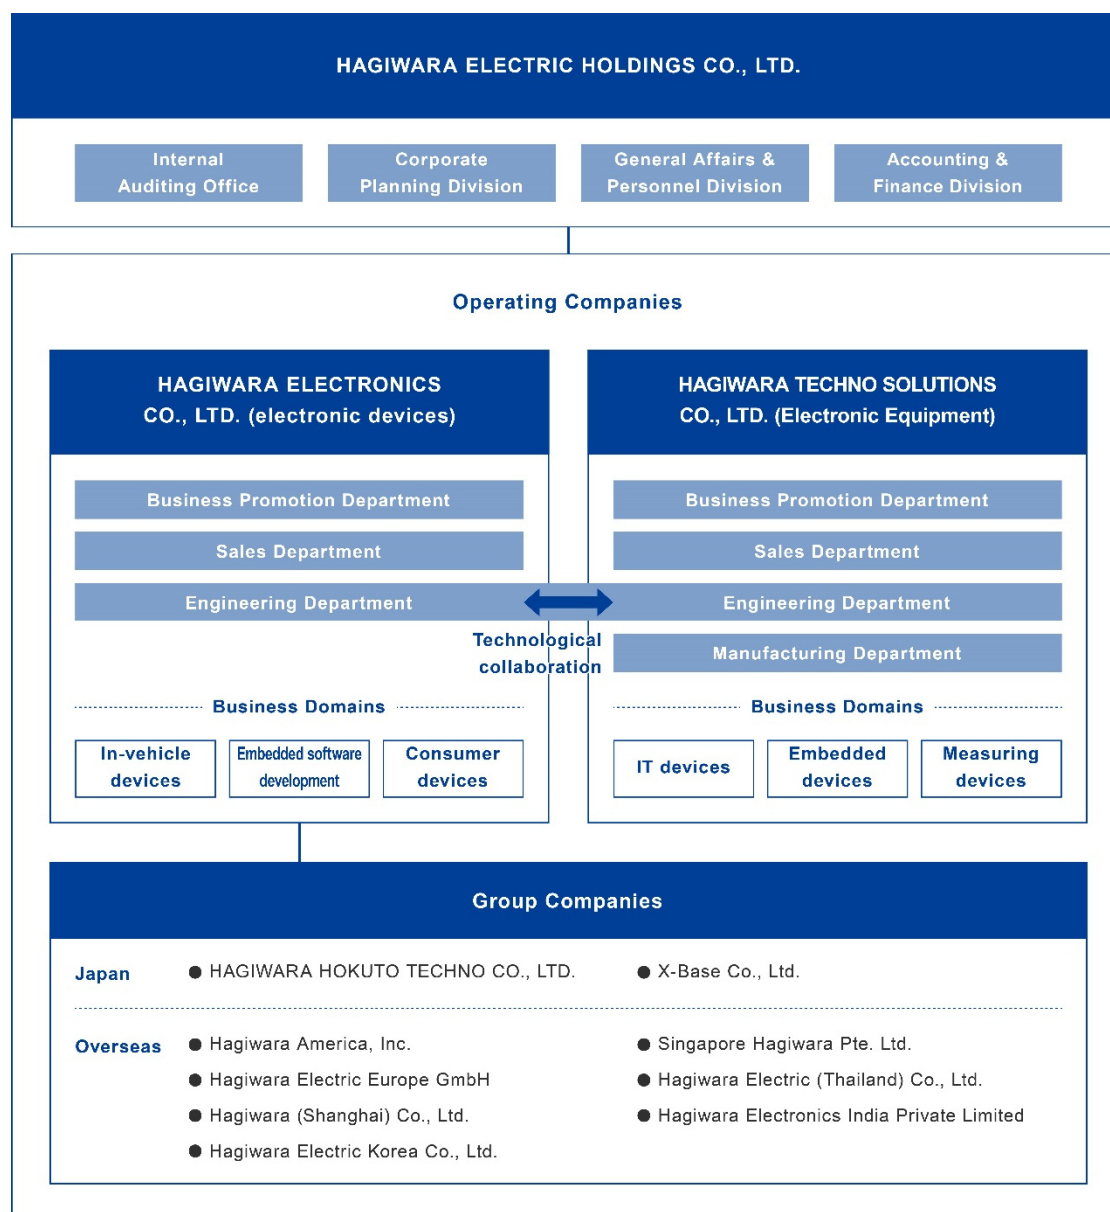 HAGIWARA ELECTRIC HOLDINGS CO., LTD.
Internal
Auditing Office
Corporate
Planning Division
General Affairs &
Personnel Division
Accounting &
Finance Division
Operating Companies
HAGIWARA ELECTRONICS
CO., LTD. (electronic devices)
Business Promotion Department
Sales Department
Engineering Department
Technological
collaboration
Business Domains
In-vehicle
devices
Embedded software
development
Consumer
devices
HAGIWARA TECHNO SOLUTIONS
CO., LTD. (Electronic Equipment)
Business Promotion Department
Sales Department
Engineering Department
Manufacturing Department
Business Domains
IT devices
Embedded
devices
Measuring
devices
Group Companies
Japan
● HAGIWARA HOKUTO TECHNO CO., LTD.
● X-Base Co., Ltd.
Overseas
● Hagiwara America, Inc.
● Hagiwara Electric Europe GmbH
● Hagiwara (Shanghai) Co., Ltd.
● Hagiwara Electric Korea Co., Ltd.
● Singapore Hagiwara Pte. Ltd.
● Hagiwara Electric (Thailand) Co., Ltd.
● Hagiwara Electronics India Private Limited